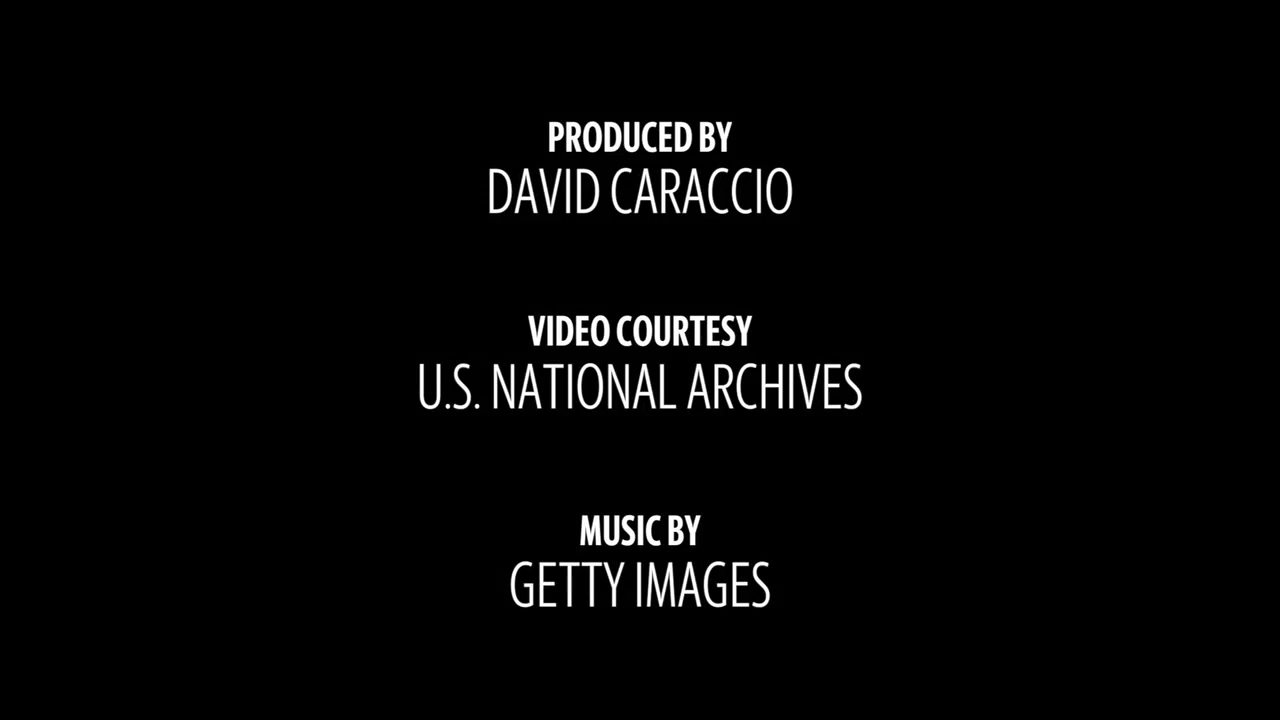 PRODUCED BY
DAVID CARACCIO
VIDEO COURTESY
U.S. NATIONAL ARCHIVES
MUSIC BY
GETTY IMAGES